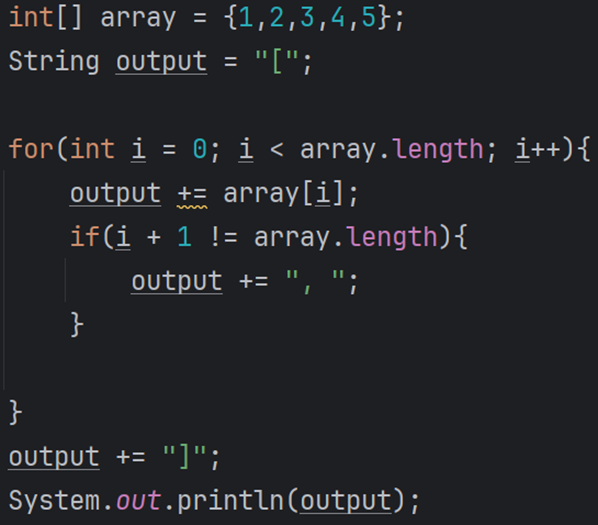 int[] array = {1,2,3,4,5};
String output = "[";
for(int i = 0; i < array.length; i++){
    output += array[i];
    if(i + 1 != array.length){
        output += ", ";
    }
}
output += "]";
System.out.println(output);